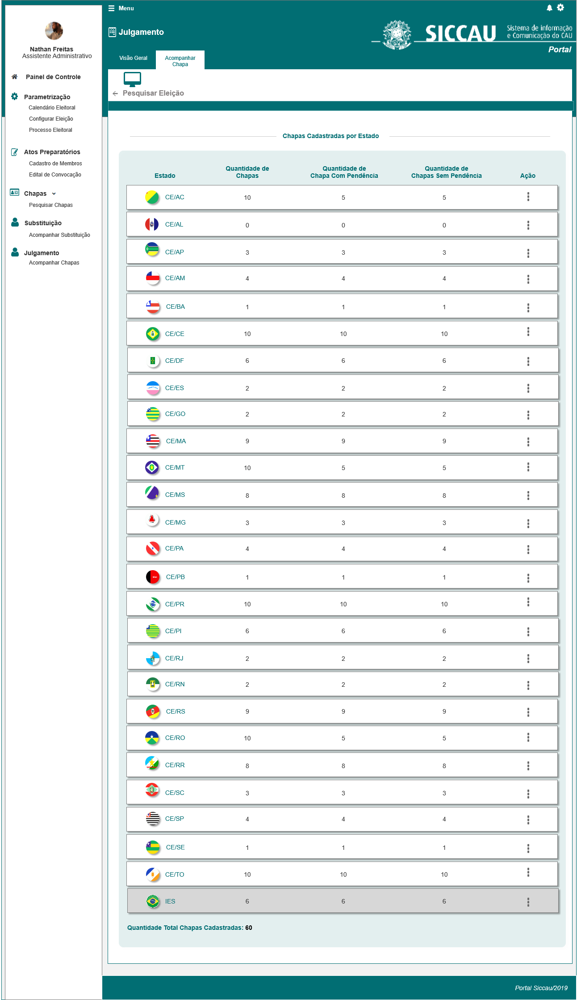 Menu
Julgamento
SICCAU
Sistema de informação
e Comunicação do CAU
Portal
Visão Geral
Acompanhar
Chapa
Pesquisar Eleição
Nathan Freitas
Assistente Administrativo
Painel de Controle
Parametrização
Calendário Eleitoral
Configurar Eleição
Processo Eleitoral
Atos Preparatórios
Cadastro de Membros
Edital de Convocação
Chapas
Pesquisar Chapas
Substituição
Acompanhar Substituição
Julgamento
Acompanhar Chapas
Chapas Cadastradas por Estado
Estado
Quantidade de
Chapas
Quantidade de
Chapa Com Pendência
Quantidade de
Chapas Sem Pendência
Ação
CE/AC 10 5 5
CE/AL 0 0 0
CE/AP 3 3 3
CE/AM 4 4 4
CE/BA 1 1 1
CE/CE 10 10 10
CE/DF 6 6 6
CE/ES 2 2 2
CE/GO 2 2 2
CE/MA 9 9 9
CE/MT 10 5 5
CE/MS 8 8 8
CE/MG 3 3 3
CE/PA 4 4 4
CE/PB 1 1 1
CE/PR 10 10 10
CE/PI 6 6 6
CE/RJ 2 2 2
CE/RN 2 2 2
CE/RS 9 9 9
CE/RO 10 5 5
CE/RR 8 8 8
CE/SC 3 3 3
CE/SP 4 4 4
CE/SE 1 1 1
CE/TO 10 10 10
IES 6 6 6
Quantidade Total Chapas Cadastradas: 60
Portal Siccau/2019